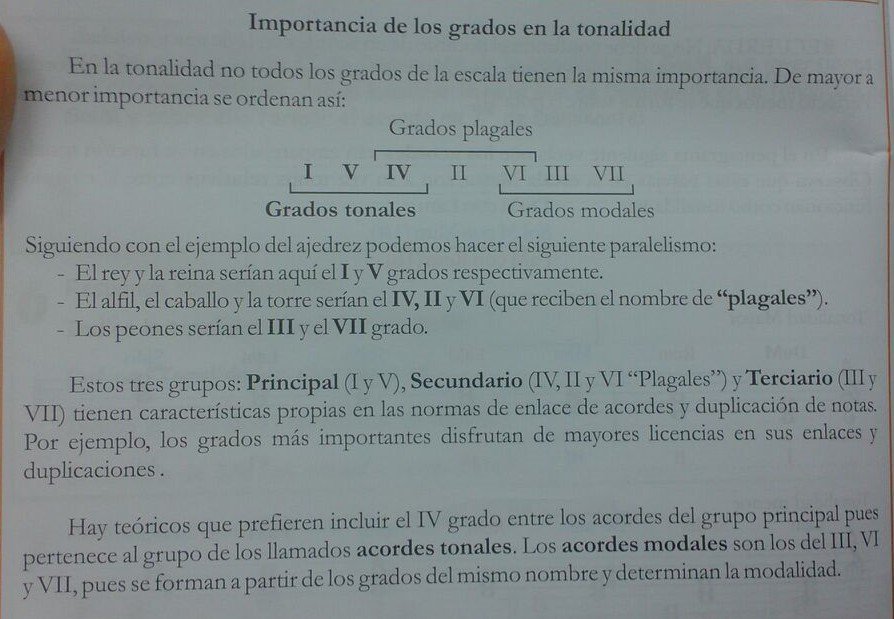 Importancia de los grados en la tonalidad
En la tonalidad no todos los grados de la escala tienen la misma importancia. De mayor a
menor importancia se ordenan así:
Grados plagales
I V IV II VI III VII
Grados tonales Grados modales
Siguiendo con el ejemplo del ajedrez podemos hacer el siguiente paralelismo:
- El rey y la reina serían aquí el I y V grados respectivamente.
- El alfil, el caballo y la torre serían el IV, II y VI (que reciben el nombre de “plagales”).
- Los peones serían el III y el VII grado.
Estos tres grupos: Principal (I y V), Secundario (IV, II y VI “Plagales”) y Terciario (III y
VII) tienen características propias en las normas de enlace de acordes y duplicación de notas.
Por ejemplo, los grados más importantes disfrutan de mayores licencias en sus enlaces y
duplicaciones .
Hay teóricos que prefieren incluir el IV grado entre los acordes del grupo principal pues
pertenece al grupo de los llamados acordes tonales. Los acordes modales son los del III, VI
y VII, pues se forman a partir de los grados del mismo nombre y determinan la modalidad.